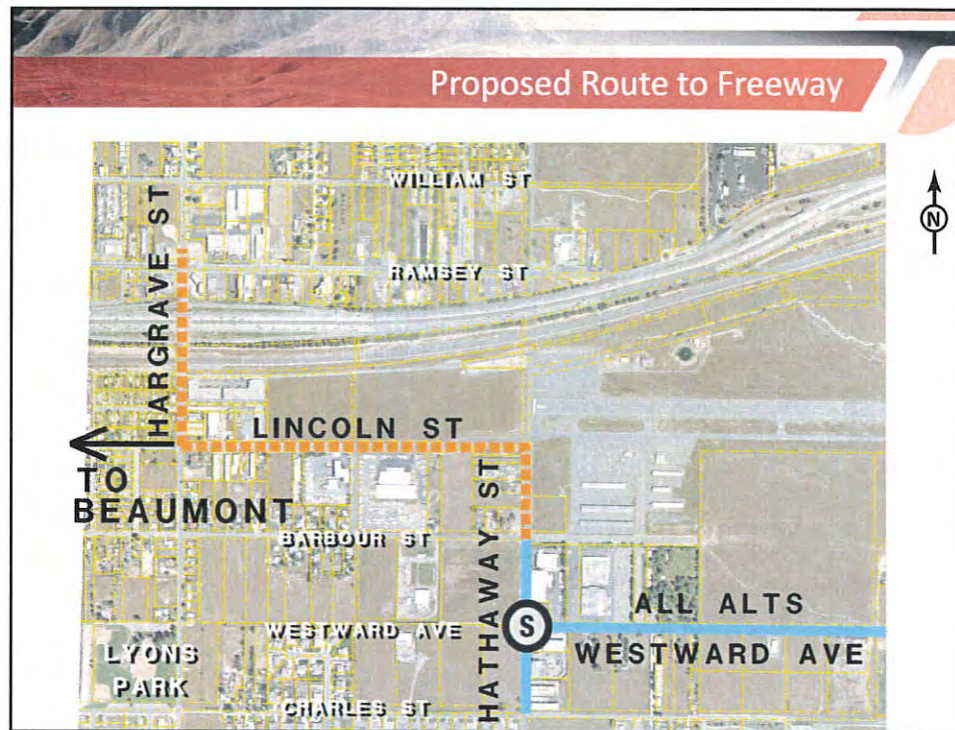 Proposed Route to Freeway
WILLIAM ST
N
HARGRAVE ST
RAMSEY ST
LINCOLN ST
TO
BEAUMONT
HATHAWAY ST
BARBOUR ST
ALL ALTS
S
WESTWARD AVE
WESTWARD AVE
LYONS
PARK
CHARLES ST